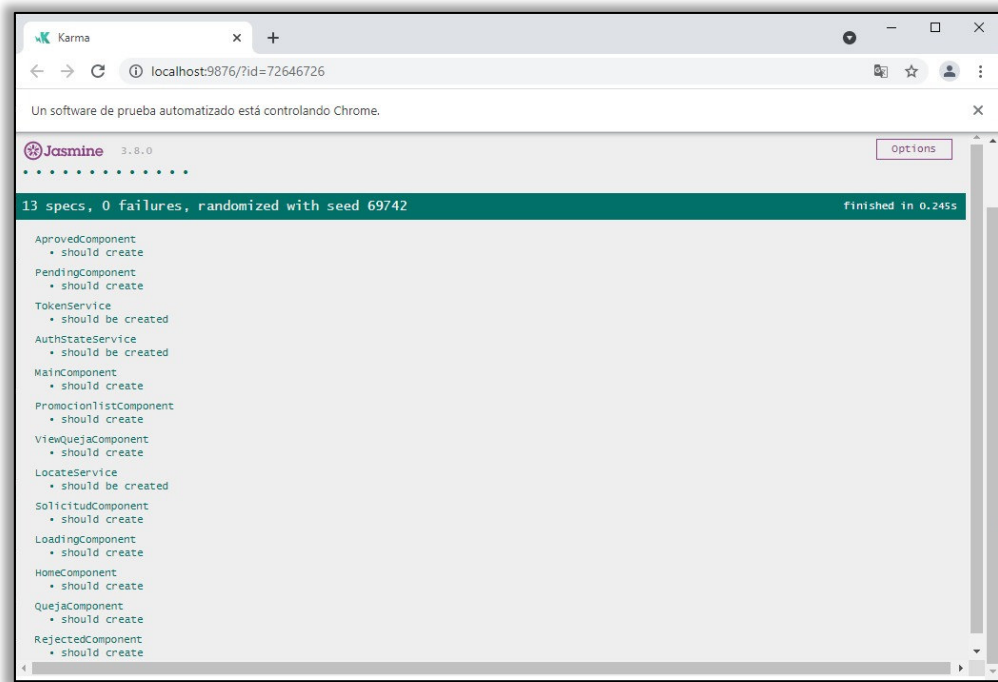 Karma
localhost:9876/?id=72646726
Un software de prueba automatizado está controlando Chrome.
Jasmine 3.8.0 Options
13 specs, 0 failures, randomized with seed 69742 finished in 0.245s
AprovedComponent
• should create
PendingComponent
• should create
TokenService
• should be created
AuthStateService
• should be created
MainComponent
• should create
PromocionlistComponent
• should create
ViewQuejaComponent
• should create
LocateService
• should be created
SolicitudComponent
• should create
LoadingComponent
• should create
HomeComponent
• should create
QuejaComponent
• should create
RejectedComponent
• should create